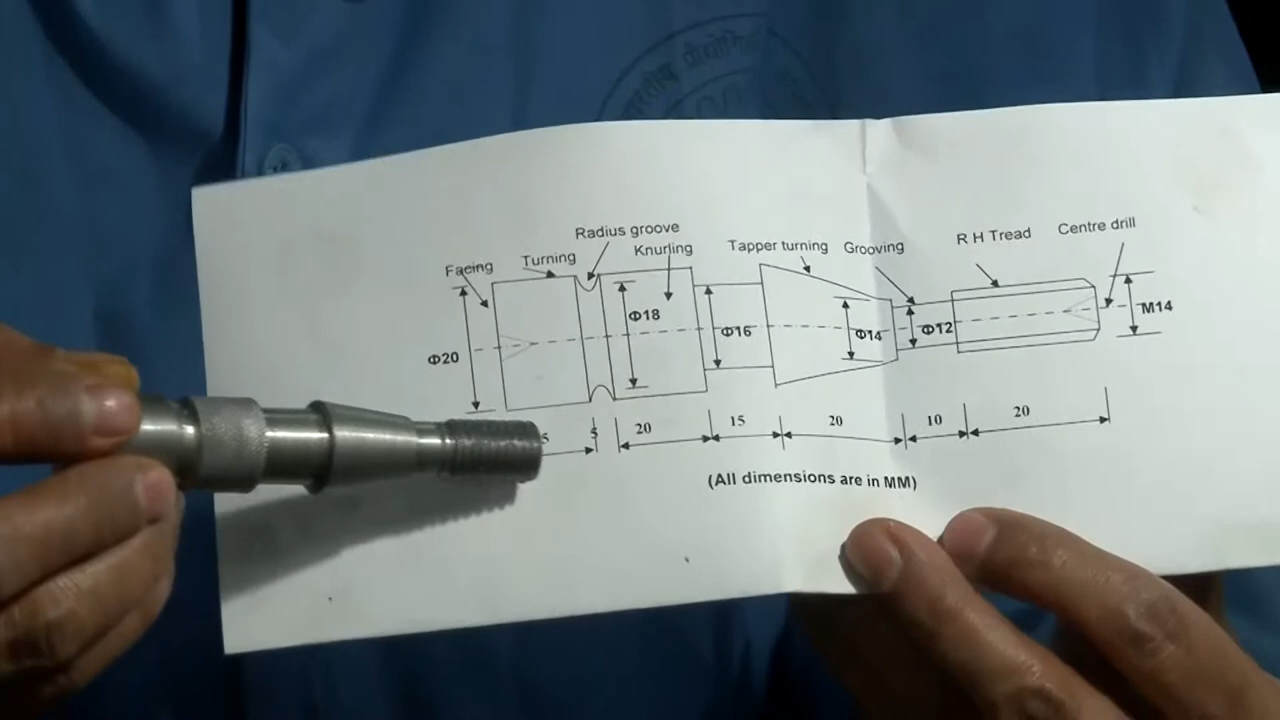 Radius groove
Facing
Turning
Knurling
Tapper turning
Grooving
R H Tread
Centre drill
Φ20
Φ18
Φ16
Φ14
Φ12
M14
5
5
20
15
20
10
20
(All dimensions are in MM)